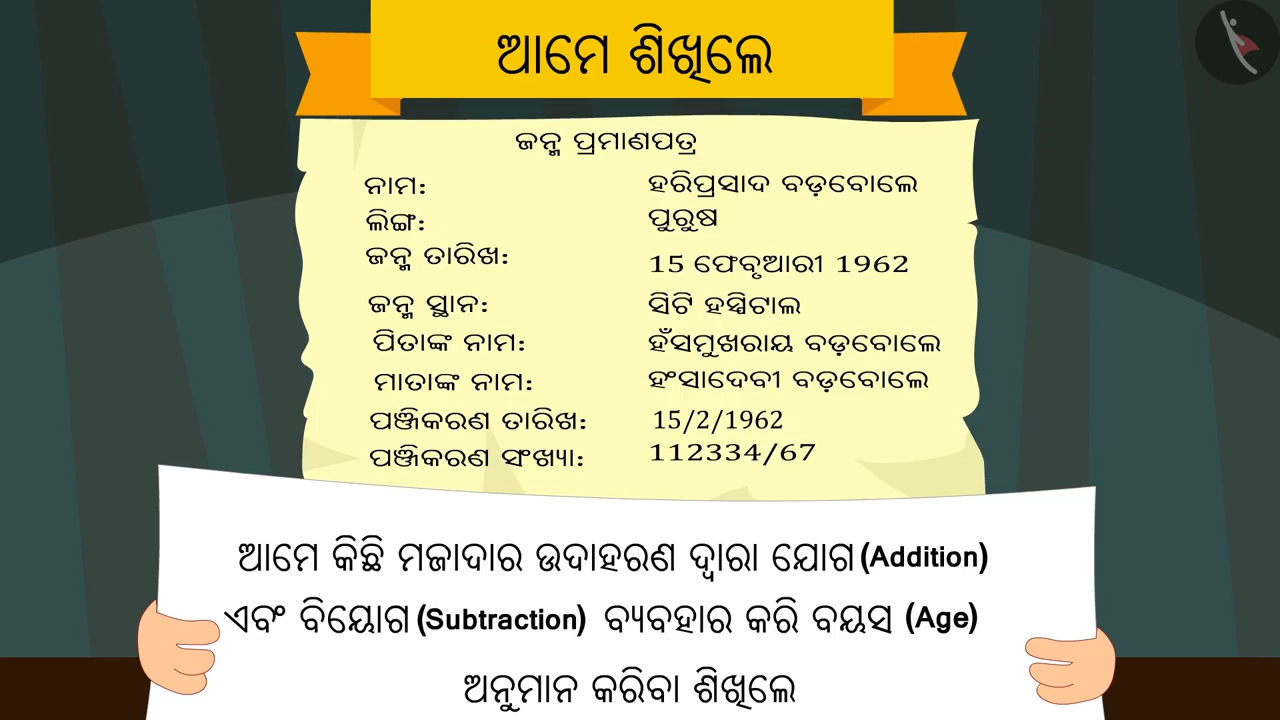 ଆମେ ଶିଖିଲେ
ଜନ୍ମ ପ୍ରମାଣପତ୍ର
ନାମ: ହରିପ୍ରସାଦ ବଡ଼ବୋଲେ
ଲିଙ୍ଗ: ପୁରୁଷ
ଜନ୍ମ ତାରିଖ: 15 ଫେବୃଆରୀ 1962
ଜନ୍ମ ସ୍ଥାନ: ସିଟି ହସ୍ପିଟାଲ
ପିତାଙ୍କ ନାମ: ହଁସମୁଖରାୟ ବଡ଼ବୋଲେ
ମାତାଙ୍କ ନାମ: ହଂସାଦେବୀ ବଡ଼ବୋଲେ
ପଞ୍ଜିକରଣ ତାରିଖ: 15/2/1962
ପଞ୍ଜିକରଣ ସଂଖ୍ୟା: 112334/67
ଆମେ କିଛି ମଜାଦାର ଉଦାହରଣ ଦ୍ୱାରା ଯୋଗ (Addition)
ଏବଂ ବିୟୋଗ (Subtraction) ବ୍ୟବହାର କରି ବୟସ (Age)
ଅନୁମାନ କରିବା ଶିଖିଲେ